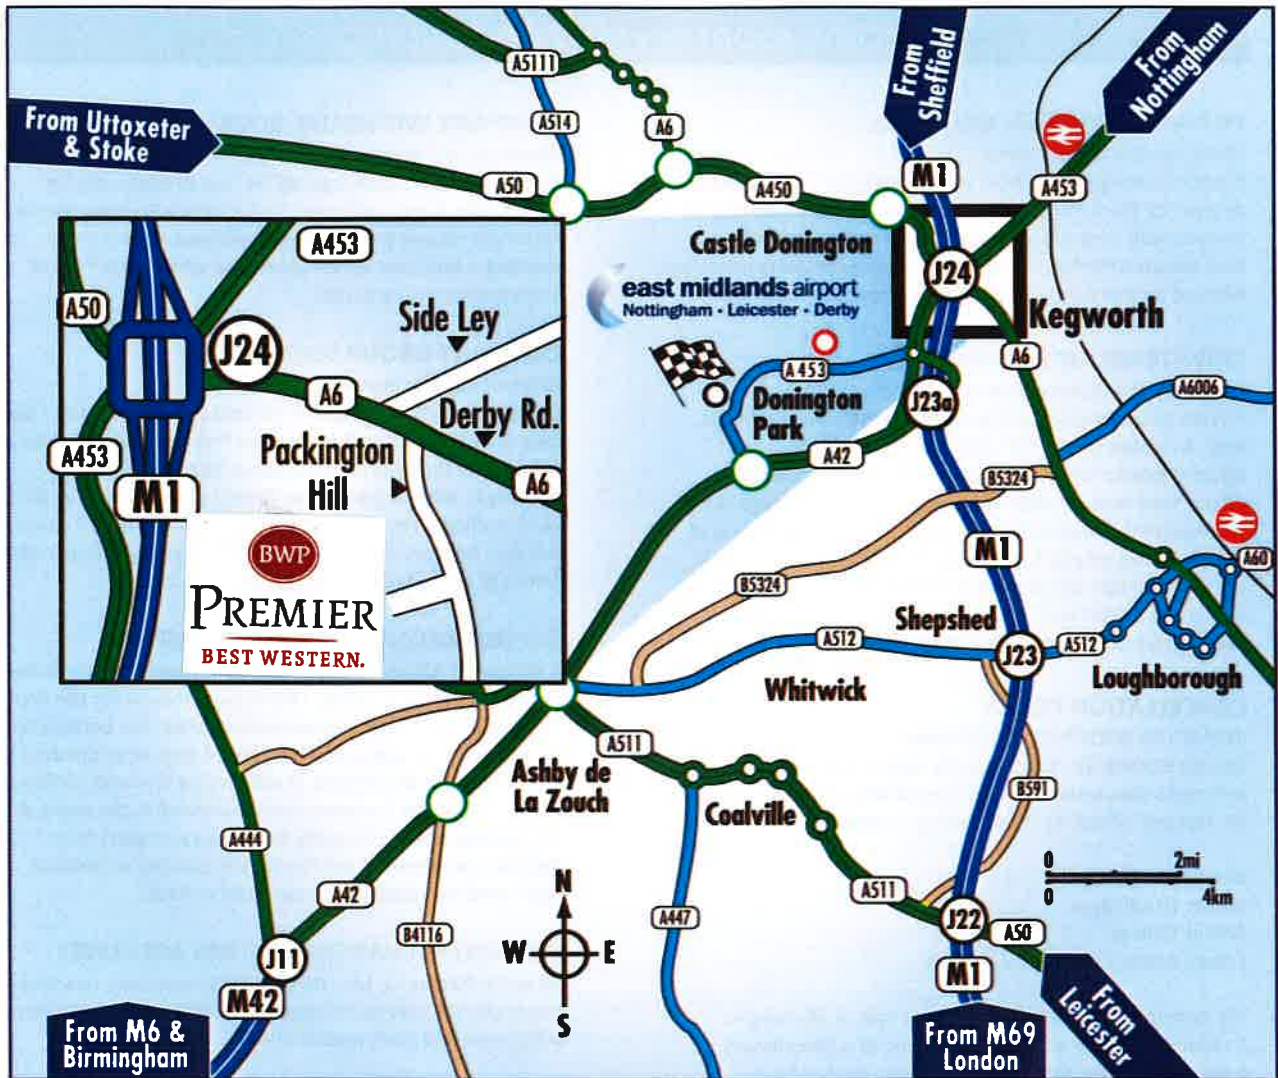 A5111
A514
A6
From Uttoxeter
& Stoke
A50
A450
From
Sheffield
From
Nottingham
M1
A453
Castle Donington
J24
east midlands airport
Nottingham - Leicester - Derby
Kegworth
A453
A6
Donington
Park
J23a
A42
A6006
B5324
M1
A60
B5324
Shepshed
A512
J23
A512
Loughborough
Whitwick
A50
A453
J24
Side Ley
A6
Derby Rd.
A453
Packington
Hill
A6
M1
BWP
PREMIER
BEST WESTERN.
A511
Ashby de
La Zouch
Coalville
B591
A444
A42
B4116
A447
A511
0
2mi
0
4km
N
W
E
S
J11
M42
J22
A50
M1
From M6 &
Birmingham
From M69
London
From
Leicester